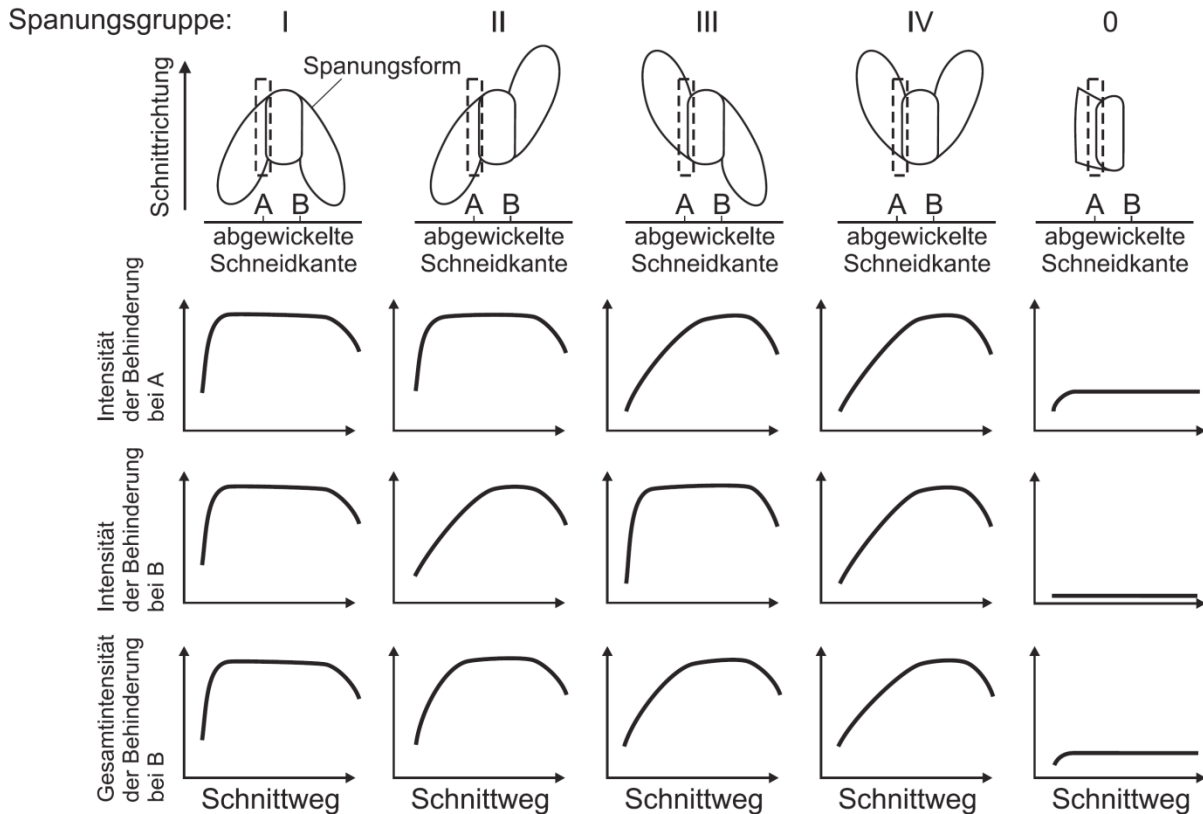 Spanungsgruppe: I II III IV 0
Schnittrichtung
Spanungsform
A B A B A B A B A B
abgewickelte abgewickelte abgewickelte abgewickelte abgewickelte
Schneidkante Schneidkante Schneidkante Schneidkante Schneidkante
Intensität
der Behinderung
bei A
Intensität
der Behinderung
bei B
Gesamtintensität
der Behinderung
bei B
Schnittweg Schnittweg Schnittweg Schnittweg Schnittweg